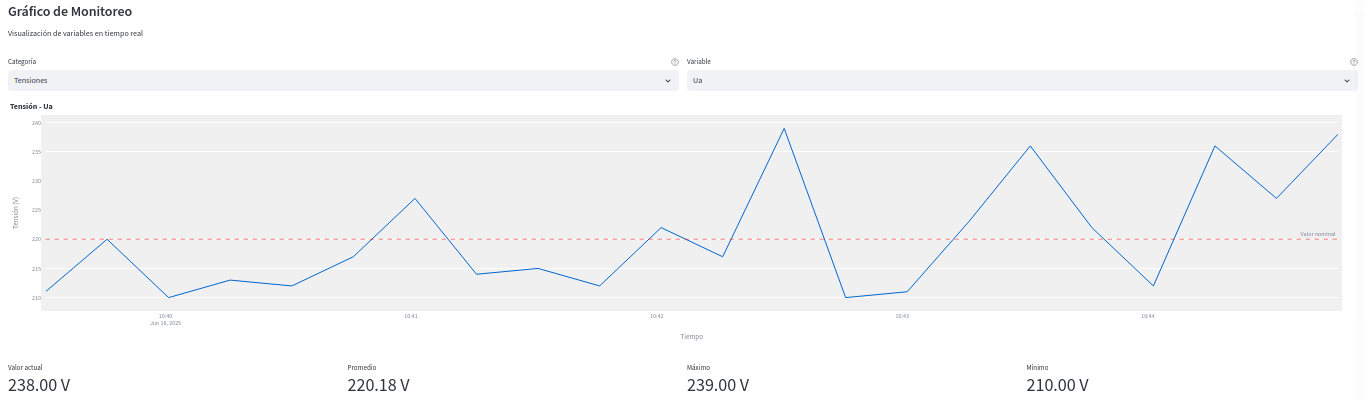 Gráfico de Monitoreo
Visualización de variables en tiempo real
Categoría
Variable
Tensiones
Ua
Tensión - Ua
240
235
230
225
220
215
210
Tensión (V)
Valor nominal
10:40
Jun 18, 2025
10:41
10:42
10:43
10:44
Tiempo
Valor actual
238.00 V
Promedio
220.18 V
Máximo
239.00 V
Mínimo
210.00 V